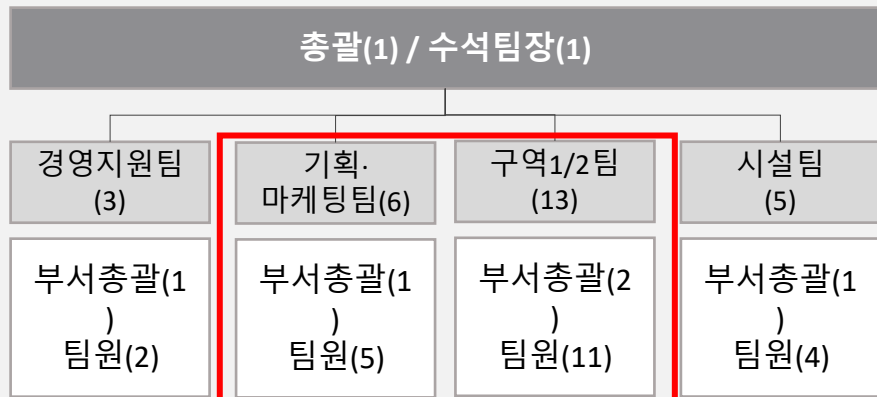 총괄(1) / 수석팀장(1)
경영지원팀
(3)
기획·
마케팅팀(6)
구역1/2팀
(13)
시설팀
(5)
부서총괄(1
)
팀원(2)
부서총괄(1
)
팀원(5)
부서총괄(2
)
팀원(11)
부서총괄(1
)
팀원(4)